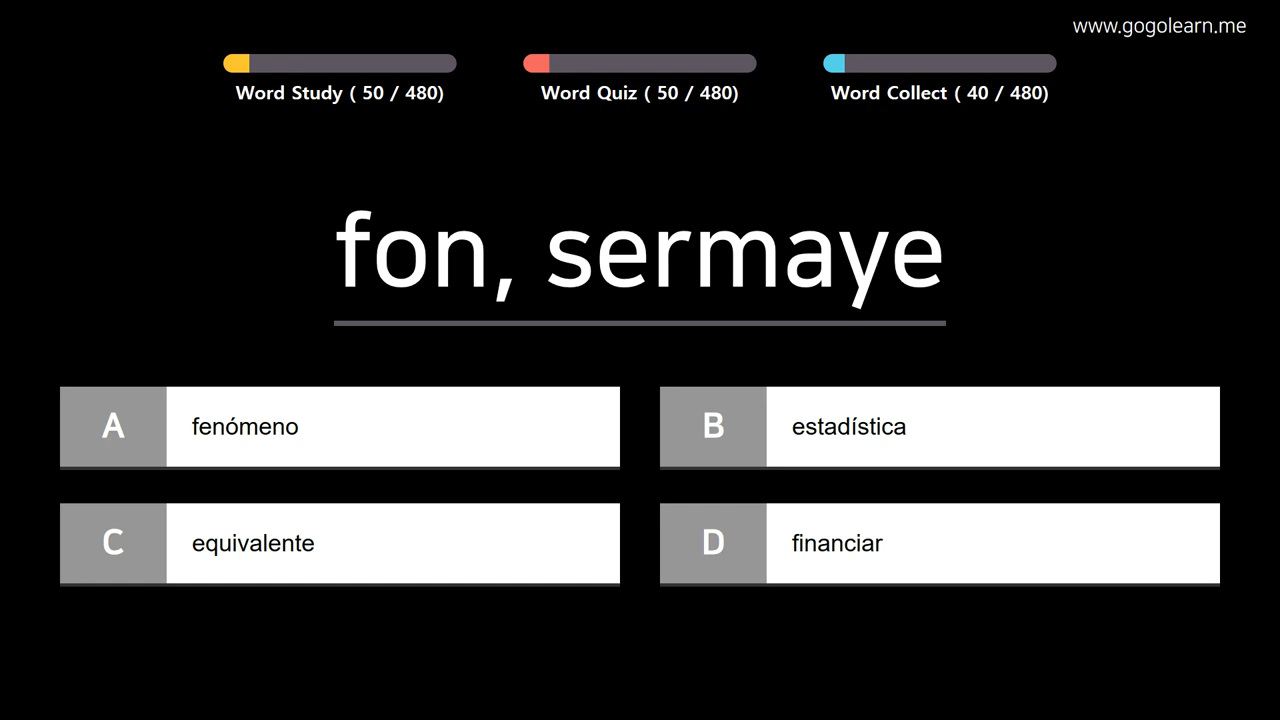 www.gogolearn.me
Word Study ( 50 / 480)
Word Quiz ( 50 / 480)
Word Collect ( 40 / 480)
fon, sermaye
A fenómeno
B estadística
C equivalente
D financiar